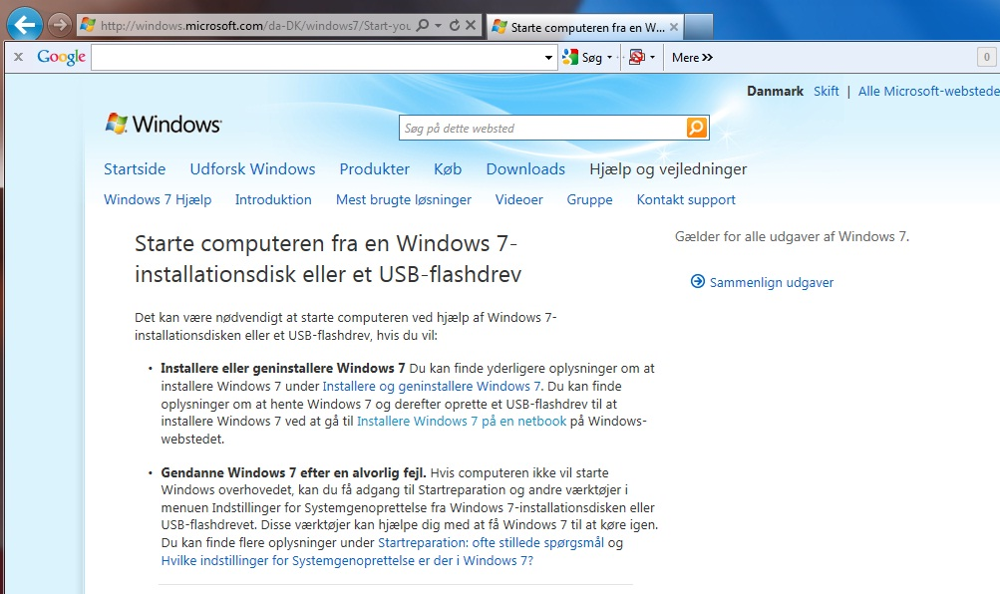 http://windows.microsoft.com/da-DK/windows7/Start-you
Starte computeren fra en W...
x Google Søg Mere »
0
Danmark Skift | Alle Microsoft-webstede
Windows
Søg på dette websted
Startside Udforsk Windows Produkter Køb Downloads Hjælp og vejledninger
Windows 7 Hjælp Introduktion Mest brugte løsninger Videoer Gruppe Kontakt support
Starte computeren fra en Windows 7-
installationsdisk eller et USB-flashdrev
Gælder for alle udgaver af Windows 7.
Sammenlign udgaver
Det kan være nødvendigt at starte computeren ved hjælp af Windows 7-
installationsdisken eller et USB-flashdrev, hvis du vil:
• Installere eller geninstallere Windows 7 Du kan finde yderligere oplysninger om at
installere Windows 7 under Installere og geninstallere Windows 7. Du kan finde
oplysninger om at hente Windows 7 og derefter oprette et USB-flashdrev til at
installere Windows 7 ved at gå til Installere Windows 7 på en netbook på Windows-
webstedet.
• Gendanne Windows 7 efter en alvorlig fejl. Hvis computeren ikke vil starte
Windows overhovedet, kan du få adgang til Startreparation og andre værktøjer i
menuen Indstillinger for Systemgenoprettelse fra Windows 7-installationsdisken eller
USB-flashdrevet. Disse værktøjer kan hjælpe dig med at få Windows 7 til at køre igen.
Du kan finde flere oplysninger under Startreparation: ofte stillede spørgsmål og
Hvilke indstillinger for Systemgenoprettelse er der i Windows 7?